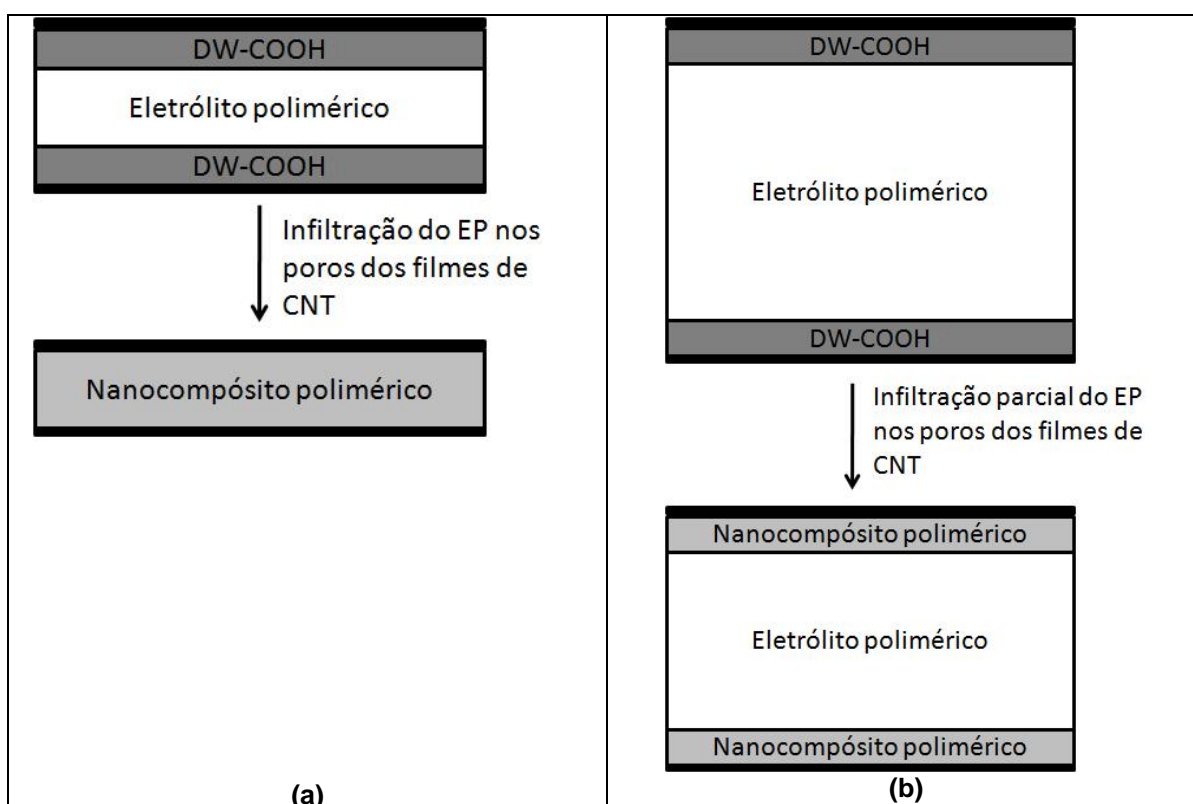 DW-COOH
Eletrólito polimérico
DW-COOH
Infiltração do EP nos
poros dos filmes de
CNT
Nanocompósito polimérico
(a)
DW-COOH
Eletrólito polimérico
DW-COOH
Infiltração parcial do EP
nos poros dos filmes de
CNT
Nanocompósito polimérico
Eletrólito polimérico
Nanocompósito polimérico
(b)